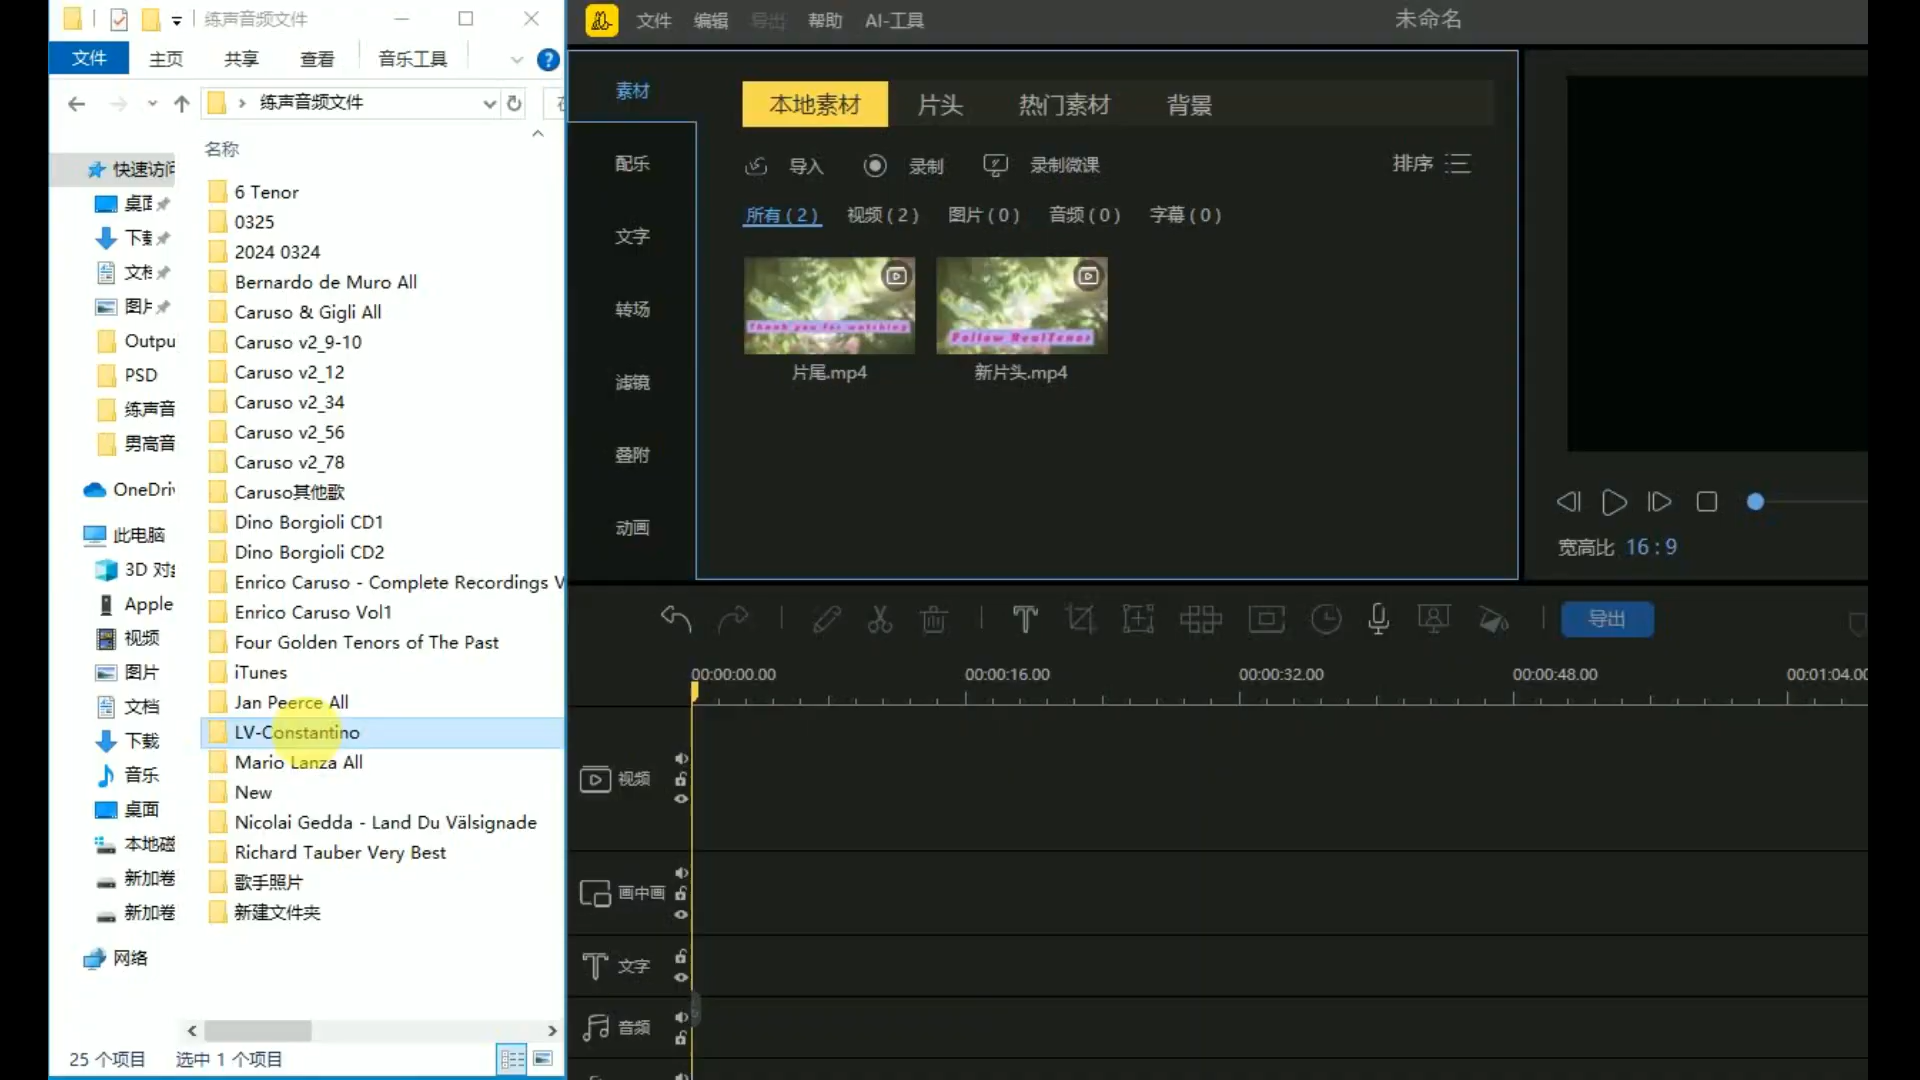 练声音频文件
文件 主页 共享 查看 音乐工具
练声音频文件
名称
快速访问
桌面
下载
文档
图片
Outpu
PSD
练声音
男高音
OneDri
此电脑
3D 对
Apple
视频
图片
文档
下载
音乐
桌面
本地磁
新加卷
新加卷
网络
6 Tenor
0325
2024 0324
Bernardo de Muro All
Caruso & Gigli All
Caruso v2_9-10
Caruso v2_12
Caruso v2_34
Caruso v2_56
Caruso v2_78
Caruso其他歌
Dino Borgioli CD1
Dino Borgioli CD2
Enrico Caruso - Complete Recordings V
Enrico Caruso Vol1
Four Golden Tenors of The Past
iTunes
Jan Peerce All
LV-Constantino
Mario Lanza All
New
Nicolai Gedda - Land Du Välsignade
Richard Tauber Very Best
歌手照片
新建文件夹
25 个项目 选中 1 个项目
文件 编辑 导出 帮助 AI-工具
未命名
素材
配乐
文字
转场
滤镜
叠附
动画
本地素材 片头 热门素材 背景
导入 录制 录制微课 排序
所有 ( 2 ) 视频 ( 2 ) 图片 ( 0 ) 音频 ( 0 ) 字幕 ( 0 )
Thank you for watching
Follow RealTenor
片尾.mp4 新片头.mp4
宽高比 16 : 9
导出
00:00:00.00 00:00:16.00 00:00:32.00 00:00:48.00 00:01:04.00
视频
画中画
文字
音频